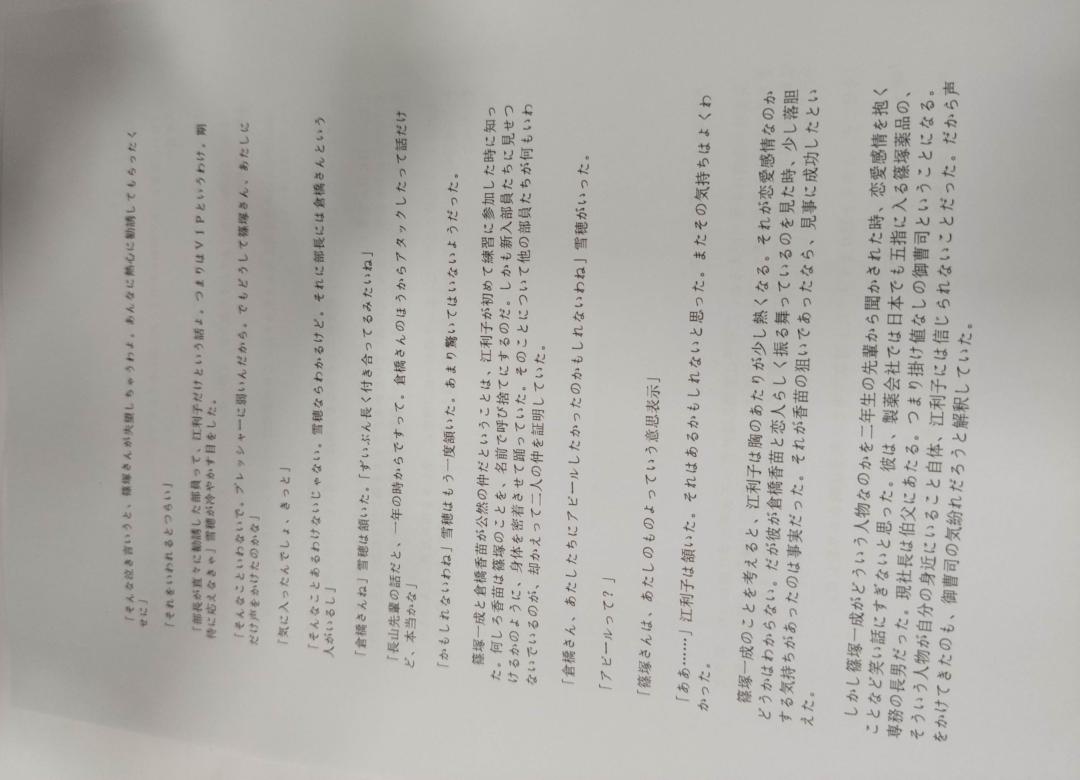 「そんな泣き言いうと、篠塚さんが失望しちゃうわよ。あんなに熱心に勧誘してもらったく
せに」
「それをいわれるとつらい」
「部長が直々に勧誘した部員って、江利子だけという話よ。つまりはＶＩＰというわけ。期
待に応えなきゃ」雪穂が冷やかす目をした。
「そんなこといわないで。プレッシャーに弱いんだから。でもどうして篠塚さん、あたしに
だけ声をかけたのかな」
「気に入ったんでしょ、きっと」
「そんなことあるわけないじゃない。雪穂ならわかるけど。それに部長には倉橋さんという
人がいるし」
「倉橋さんね」雪穂は頷いた。「ずいぶん長く付き合ってるみたいね」
「長山先輩の話だと、一年の時からですって。倉橋さんのほうからアタックしたって話だけ
ど、本当かな」
「かもしれないわね」雪穂はもう一度頷いた。あまり驚いてはいないようだった。
篠塚一成と倉橋香苗が公然の仲だということは、江利子が初めて練習に参加した時に知っ
た。何しろ香苗は篠塚のことを、名前で呼び捨てにするのだ。しかも新入部員たちに見せつ
けるかのように、身体を密着させて踊っていた。そのことについて他の部員たちが何もいわ
ないでいるのが、却かえって二人の仲を証明していた。
「倉橋さん、あたしたちにアピールしたかったのかもしれないわね」雪穂がいった。
「アピールって？」
「篠塚さんは、あたしのものよっていう意思表示」
「ああ………」江利子は頷いた。それはあるかもしれないと思った。またその気持ちはよくわ
かった。
篠塚一成のことを考えると、江利子は胸のあたりが少し熱くなる。それが恋愛感情なのか
どうかはわからない。だが彼が倉橋香苗と恋人らしく振る舞っているのを見た時、少し落胆
する気持ちがあったのは事実だった。それが香苗の狙いであったなら、見事に成功したとい
えた。
しかし篠塚一成がどういう人物なのかを二年生の先輩から聞かされた時、恋愛感情を抱く
ことなど笑い話にすぎないと思った。彼は、製薬会社では日本でも五指に入る篠塚薬品の、
専務の長男だった。現社長は伯父にあたる。つまり掛け値なしの御曹司ということになる。
そういう人物が自分の身近にいること自体、江利子には信じられないことだった。だから声
をかけてきたのも、御曹司の気紛れだろうと解釈していた。